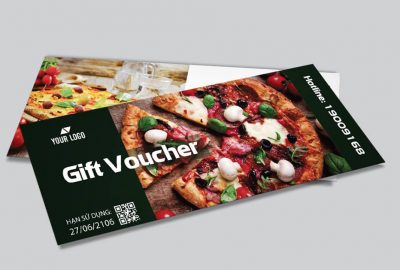 YOUR LOGO
Gift Voucher
HẠN SỬ DỤNG:
27/06/2106
Hotline: 19009168